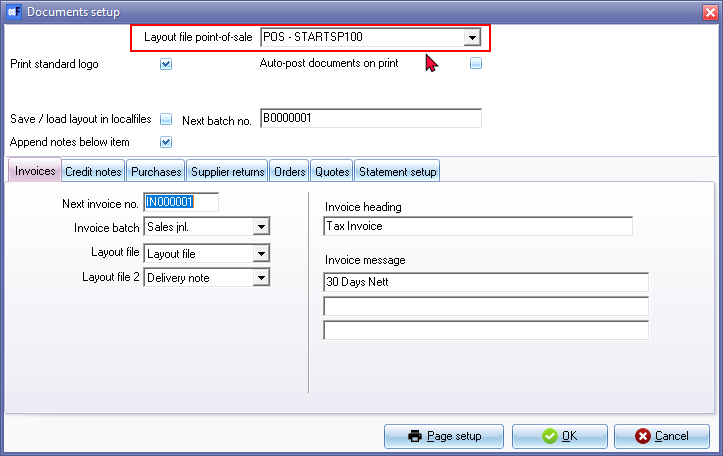 Documents setup
Layout file point-of-sale POS - STARTSP100
Print standard logo Auto-post documents on print
Save / load layout in localfiles Next batch no. B0000001
Append notes below item
Invoices Credit notes Purchases Supplier returns Orders Quotes Statement setup
Next invoice no. IN000001
Invoice batch Sales jnl.
Layout file Layout file
Layout file 2 Delivery note
Invoice heading
Tax Invoice
Invoice message
30 Days Nett
Page setup OK Cancel